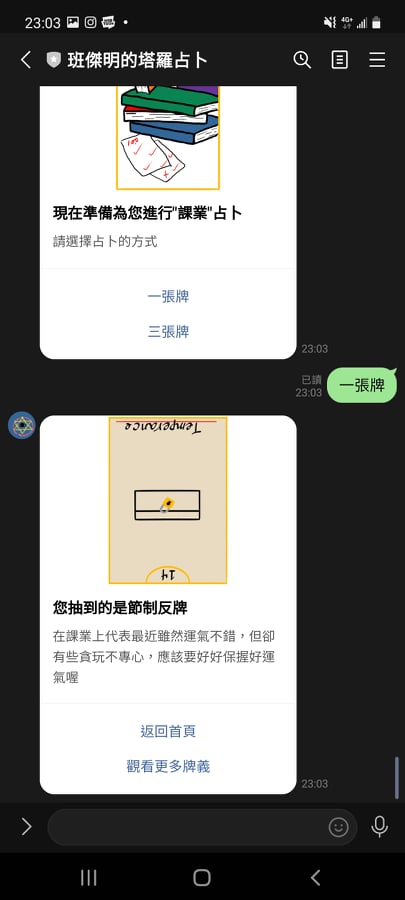 23:03
4G+
班傑明的塔羅占卜
現在準備為您進行"課業"占卜
請選擇占卜的方式
一張牌
三張牌
23:03
已讀
23:03
一張牌
Temperance
14
您抽到的是節制反牌
在課業上代表最近雖然運氣不錯，但卻
有些貪玩不專心，應該要好好保握好運
氣喔
返回首頁
觀看更多牌義
23:03